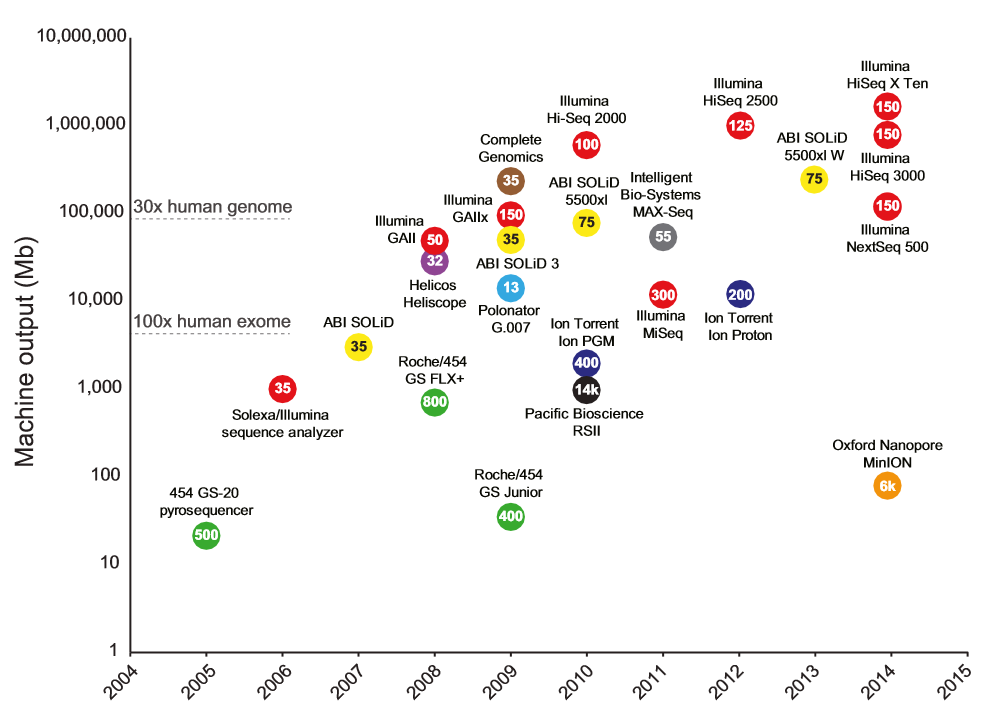 10,000,000
1,000,000
100,000
10,000
1,000
100
10
1
Machine output (Mb)
30x human genome
100x human exome
454 GS-20
pyrosequencer
500
35
Solexa/Illumina
sequence analyzer
ABI SOLiD
35
Illumina
GAII
50
32
Helicos
Heliscope
Roche/454
GS FLX+
800
Complete
Genomics
35
Illumina
GAIIx
150
35
ABI SOLiD 3
13
Polonator
G.007
Roche/454
GS Junior
400
Illumina
Hi-Seq 2000
100
ABI SOLiD
5500xl
75
Ion Torrent
Ion PGM
400
14k
Pacific Bioscience
RSII
Intelligent
Bio-Systems
MAX-Seq
55
300
Illumina
MiSeq
Illumina
HiSeq 2500
125
200
Ion Torrent
Ion Proton
ABI SOLiD
5500xl W
75
Illumina
HiSeq X Ten
150
150
Illumina
HiSeq 3000
150
Illumina
NextSeq 500
Oxford Nanopore
MinION
6k
2004
2005
2006
2007
2008
2009
2010
2011
2012
2013
2014
2015